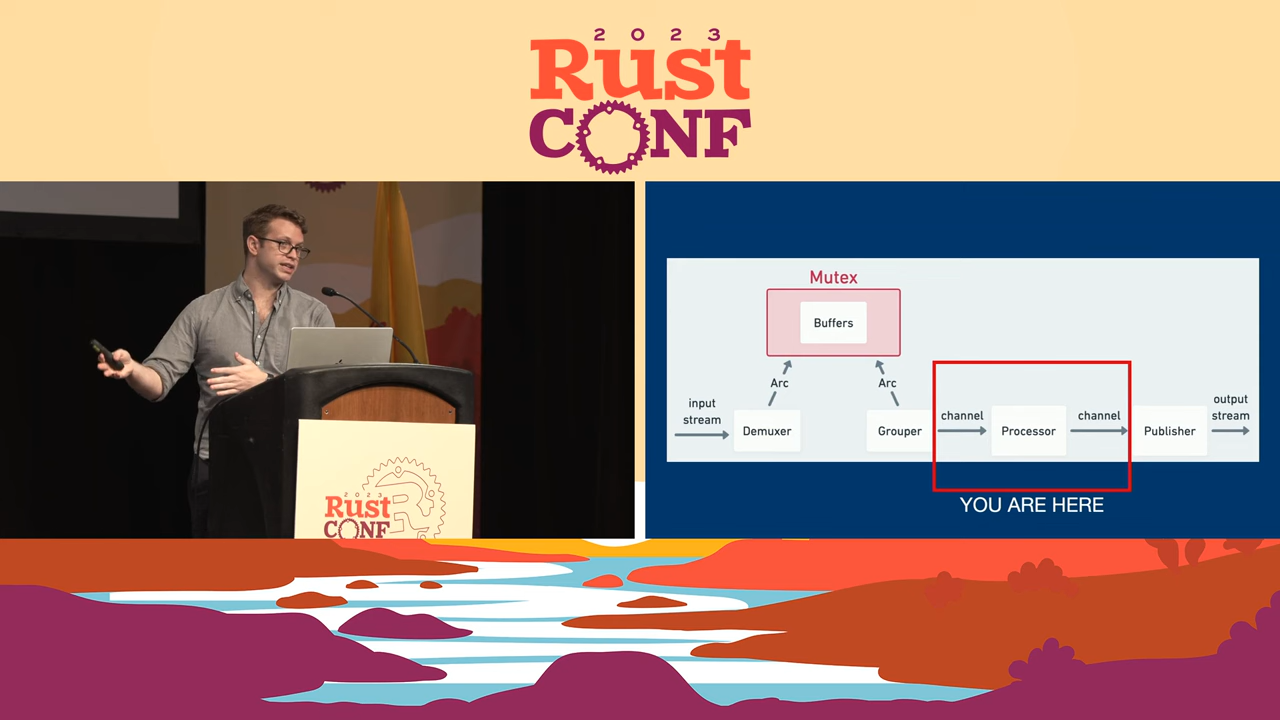 2023
Rust
CONF
2023
Rust
CONF
R
Mutex
Buffers
Arc
Arc
input
stream
Demuxer
Grouper
channel
Processor
channel
Publisher
output
stream
YOU ARE HERE